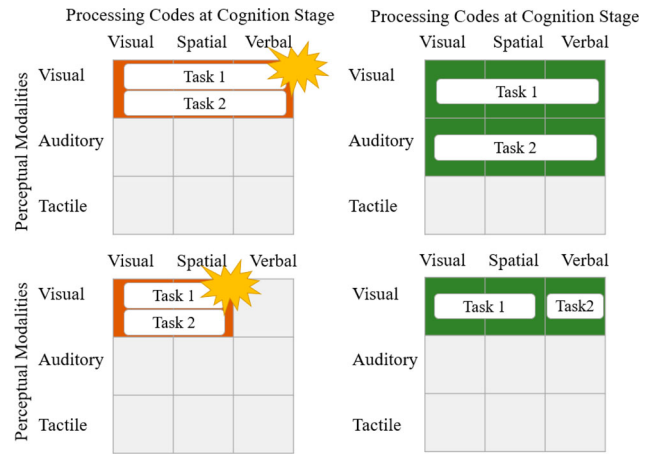 Processing Codes at Cognition Stage
Visual Spatial Verbal
Perceptual Modalities
Visual
Auditory
Tactile
Task 1
Task 2
Processing Codes at Cognition Stage
Visual Spatial Verbal
Visual
Auditory
Tactile
Task 1
Task 2
Visual Spatial Verbal
Perceptual Modalities
Visual
Auditory
Tactile
Task 1
Task 2
Visual Spatial Verbal
Visual
Auditory
Tactile
Task 1 Task2